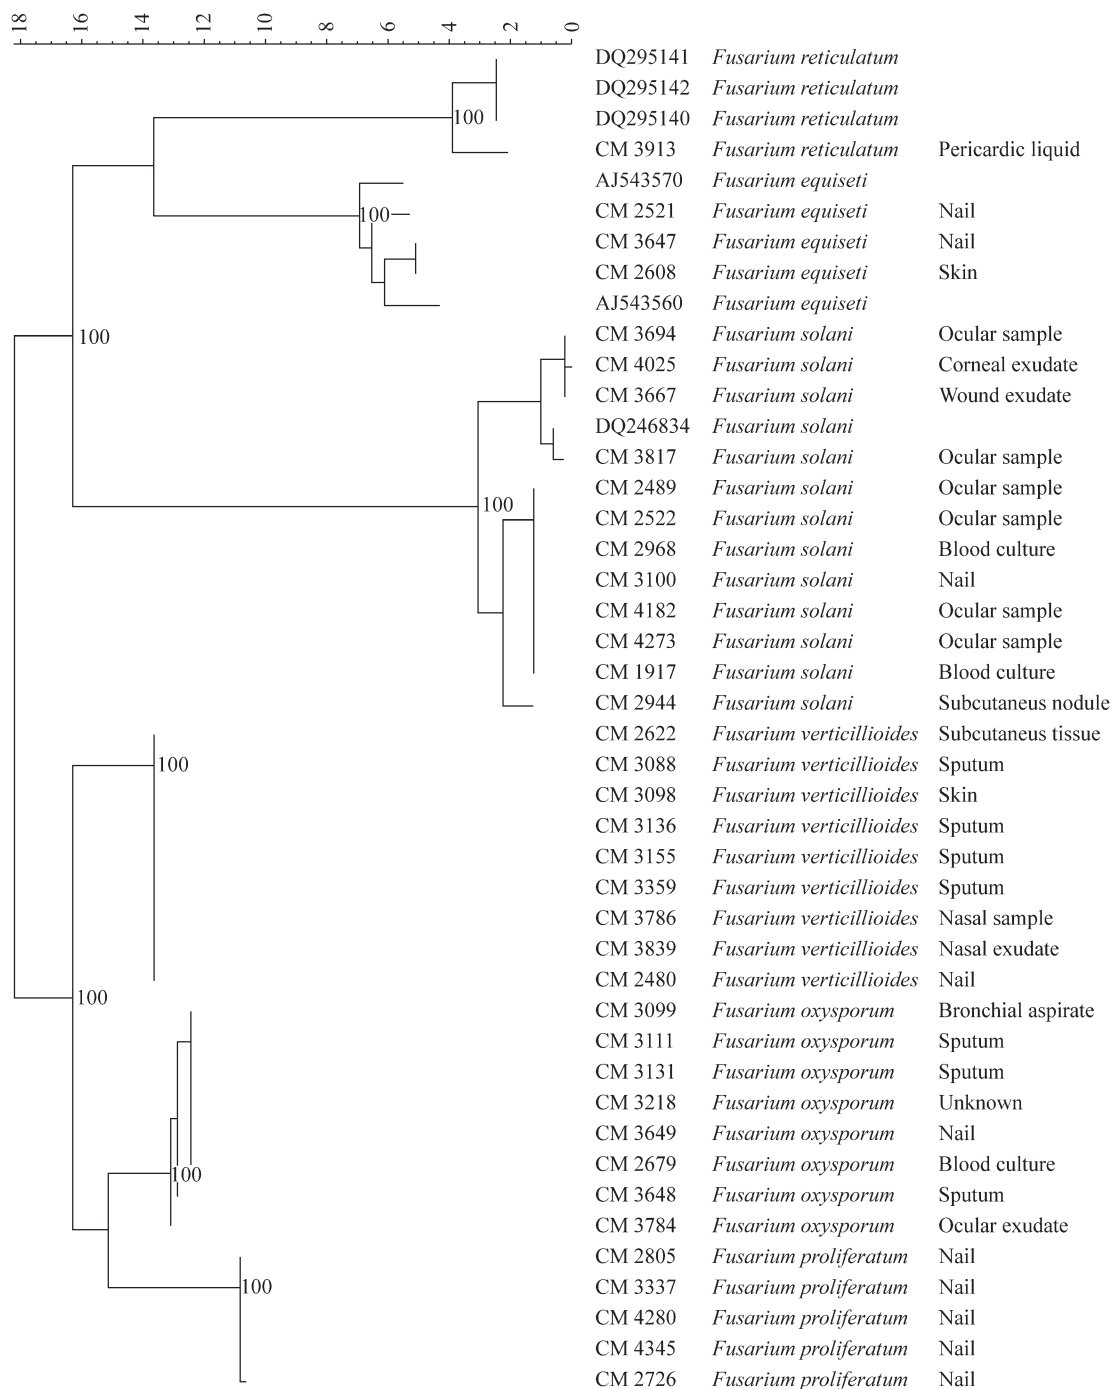 18 16 14 12 10 8 6 4 2 0
DQ295141 Fusarium reticulatum
DQ295142 Fusarium reticulatum
100 DQ295140 Fusarium reticulatum
CM 3913 Fusarium reticulatum Pericardic liquid
AJ543570 Fusarium equiseti
100 CM 2521 Fusarium equiseti Nail
CM 3647 Fusarium equiseti Nail
CM 2608 Fusarium equiseti Skin
AJ543560 Fusarium equiseti
100 CM 3694 Fusarium solani Ocular sample
CM 4025 Fusarium solani Corneal exudate
CM 3667 Fusarium solani Wound exudate
DQ246834 Fusarium solani
CM 3817 Fusarium solani Ocular sample
CM 2489 Fusarium solani Ocular sample
100 CM 2522 Fusarium solani Ocular sample
CM 2968 Fusarium solani Blood culture
CM 3100 Fusarium solani Nail
CM 4182 Fusarium solani Ocular sample
CM 4273 Fusarium solani Ocular sample
CM 1917 Fusarium solani Blood culture
CM 2944 Fusarium solani Subcutaneus nodule
CM 2622 Fusarium verticillioides Subcutaneus tissue
100 CM 3088 Fusarium verticillioides Sputum
CM 3098 Fusarium verticillioides Skin
CM 3136 Fusarium verticillioides Sputum
CM 3155 Fusarium verticillioides Sputum
CM 3359 Fusarium verticillioides Sputum
CM 3786 Fusarium verticillioides Nasal sample
CM 3839 Fusarium verticillioides Nasal exudate
CM 2480 Fusarium verticillioides Nail
100 CM 3099 Fusarium oxysporum Bronchial aspirate
CM 3111 Fusarium oxysporum Sputum
CM 3131 Fusarium oxysporum Sputum
CM 3218 Fusarium oxysporum Unknown
CM 3649 Fusarium oxysporum Nail
100 CM 2679 Fusarium oxysporum Blood culture
CM 3648 Fusarium oxysporum Sputum
CM 3784 Fusarium oxysporum Ocular exudate
CM 2805 Fusarium proliferatum Nail
100 CM 3337 Fusarium proliferatum Nail
CM 4280 Fusarium proliferatum Nail
CM 4345 Fusarium proliferatum Nail
CM 2726 Fusarium proliferatum Nail